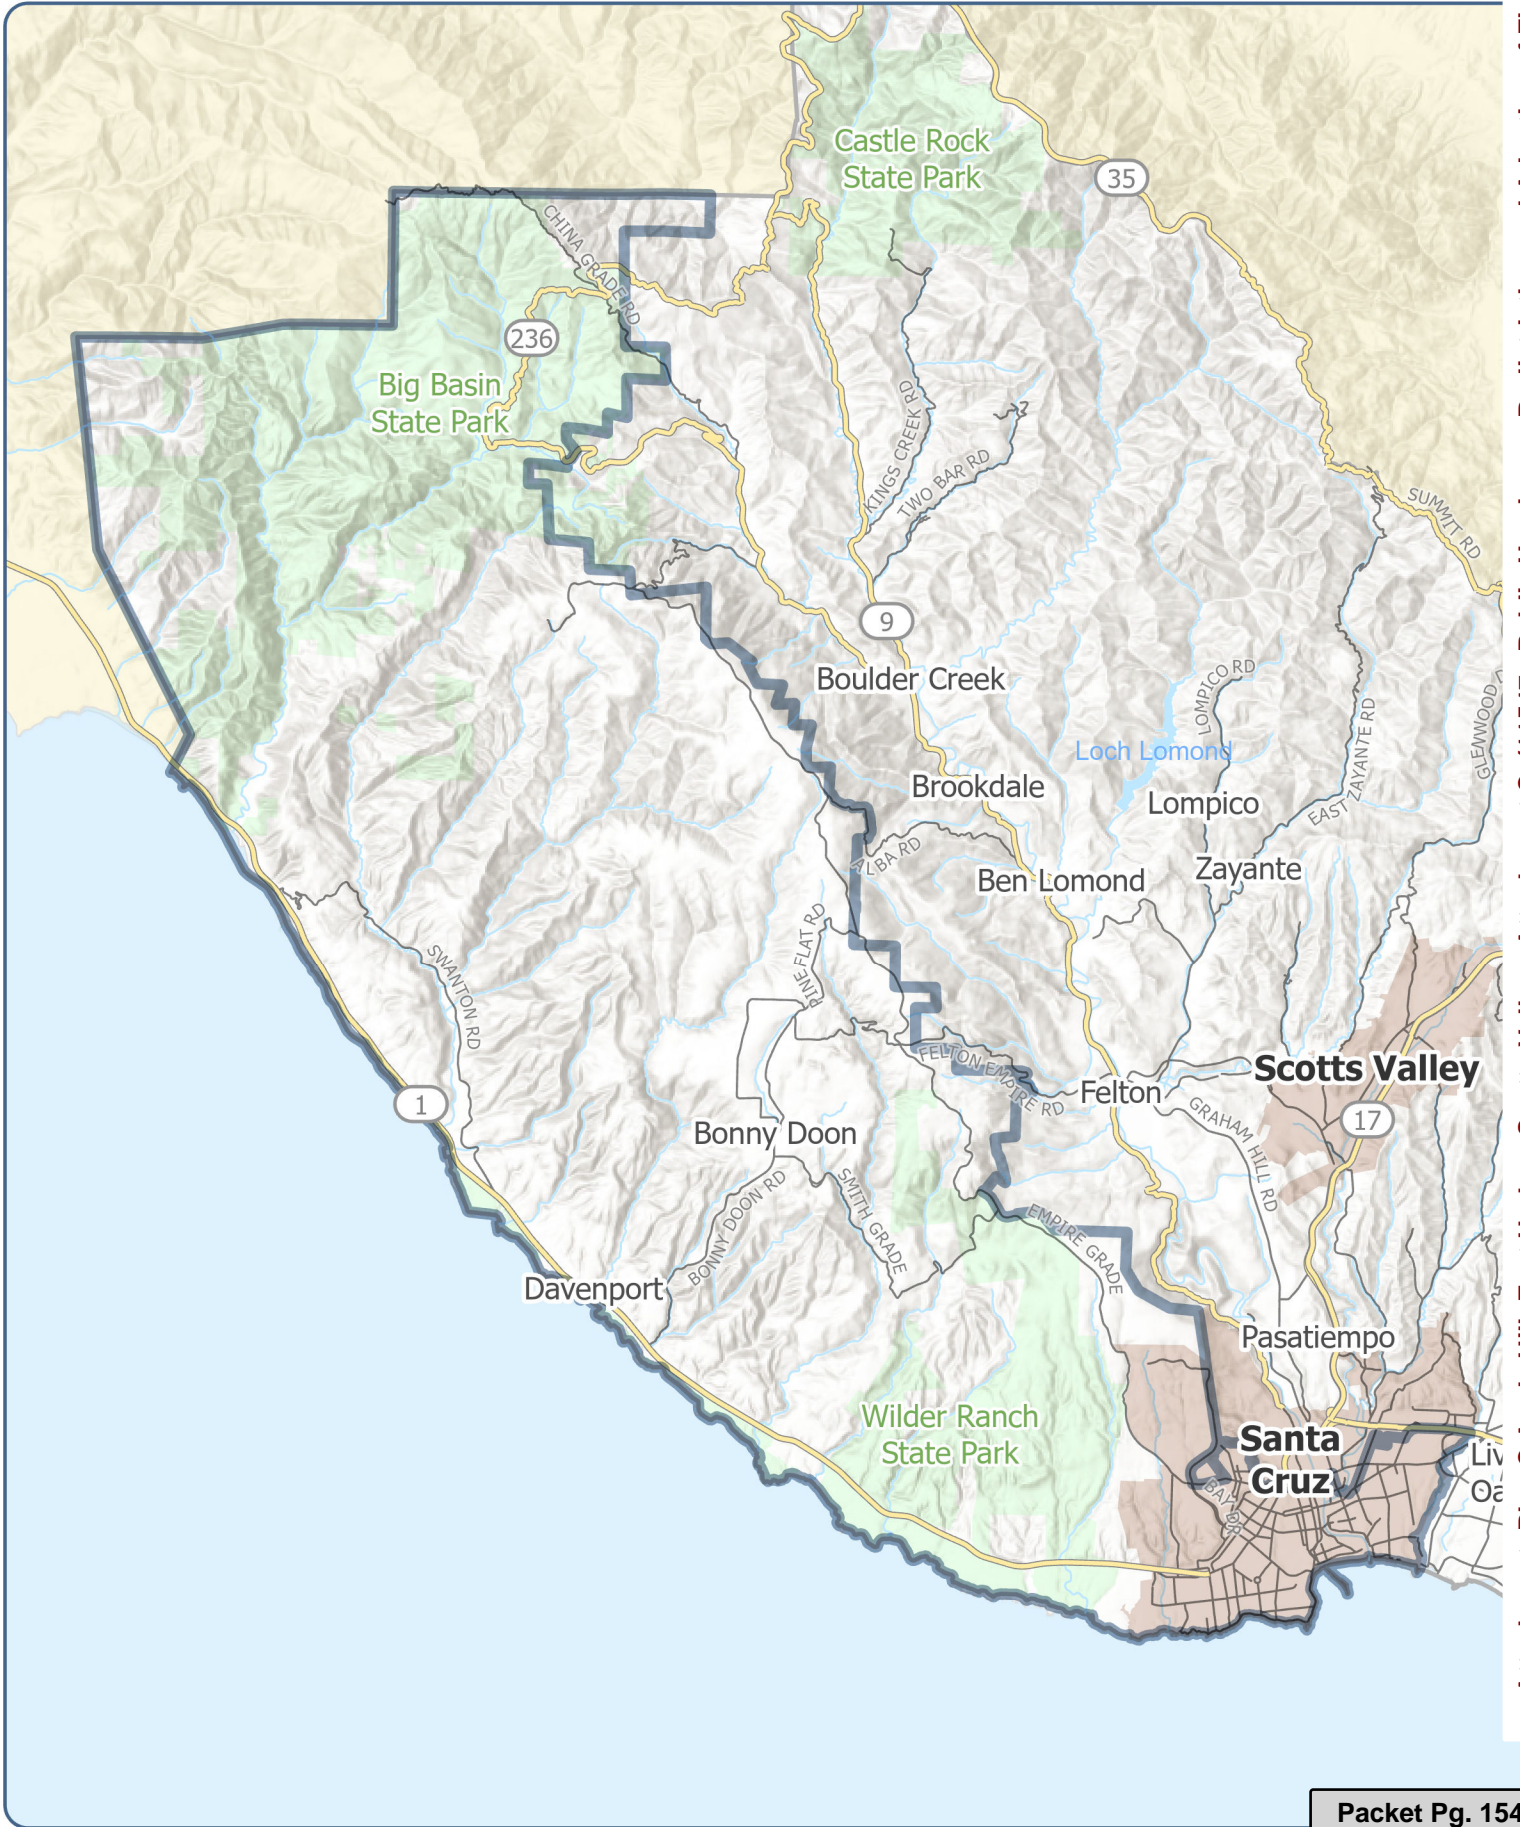 Castle Rock
State Park
35
CHINA GRADE RD
236
Big Basin
State Park
KINGS CREEK RD
TWO BAR RD
SUMMIT RD
9
Boulder Creek
LOMPICO RD
GLENWOOD
Loch Lomond
EAST ZAYANTE RD
Brookdale
Lompico
ALBA RD
Ben Lomond
Zayante
PINE FLAT RD
SWANTON RD
FELTON EMPIRE RD
Scotts Valley
Felton
1
GRAHAM HILL RD
17
Bonny Doon
BONNY DOON RD
SMITH GRADE
EMPIRE GRADE
Davenport
Pasatiempo
Wilder Ranch
State Park
Santa
Cruz
Liv
Oa
BAY DR
Packet Pg. 154